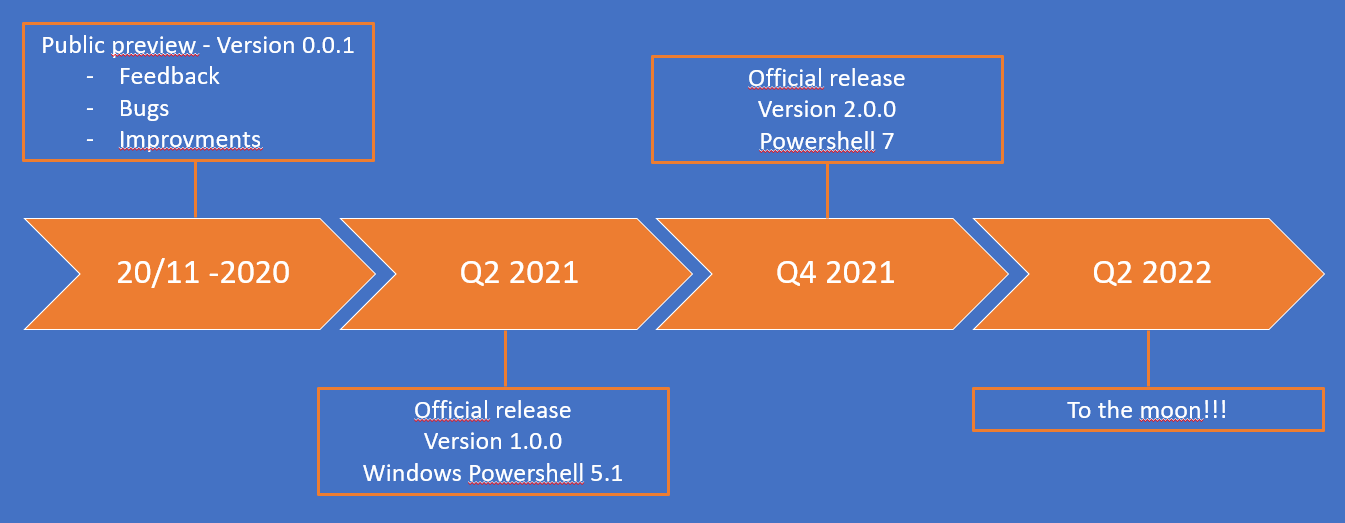 Public preview - Version 0.0.1
- Feedback
- Bugs
- Improvments
Official release
Version 2.0.0
Powershell 7
20/11 -2020
Q2 2021
Q4 2021
Q2 2022
Official release
Version 1.0.0
Windows Powershell 5.1
To the moon!!!